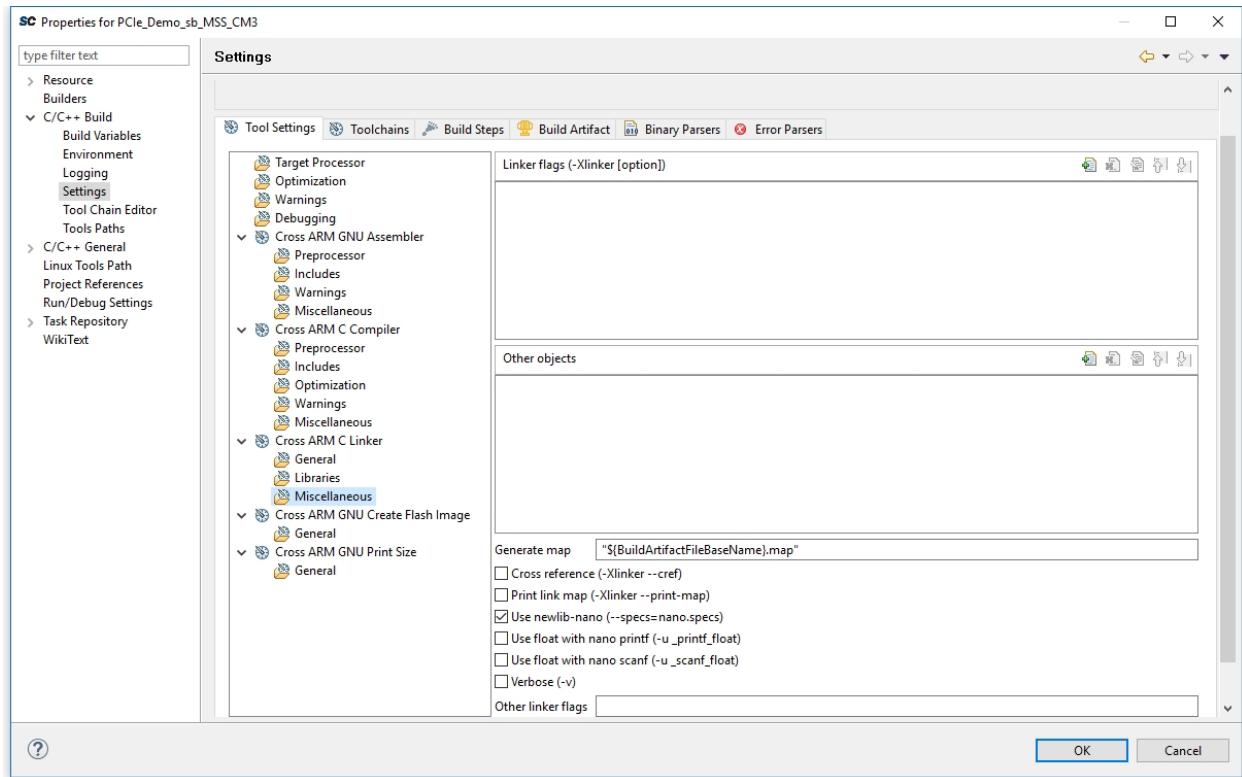 SC Properties for PCIe_Demo_sb_MSS_CM3
type filter text
Resource
Builders
C/C++ Build
Build Variables
Environment
Logging
Settings
Tool Chain Editor
Tools Paths
C/C++ General
Linux Tools Path
Project References
Run/Debug Settings
Task Repository
WikiText
Settings
Tool Settings
Toolchains
Build Steps
Build Artifact
010 Binary Parsers
Error Parsers
Target Processor
Optimization
Warnings
Debugging
Cross ARM GNU Assembler
Preprocessor
Includes
Warnings
Miscellaneous
Cross ARM C Compiler
Preprocessor
Includes
Optimization
Warnings
Miscellaneous
Cross ARM C Linker
General
Libraries
Miscellaneous
Cross ARM GNU Create Flash Image
General
Cross ARM GNU Print Size
General
Linker flags (-Xlinker [option])
Other objects
Generate map "${BuildArtifactFileBaseName}.map"
Cross reference (-Xlinker --cref)
Print link map (-Xlinker --print-map)
Use newlib-nano (--specs=nano.specs)
Use float with nano printf (-u _printf_float)
Use float with nano scanf (-u _scanf_float)
Verbose (-v)
Other linker flags
?
OK
Cancel